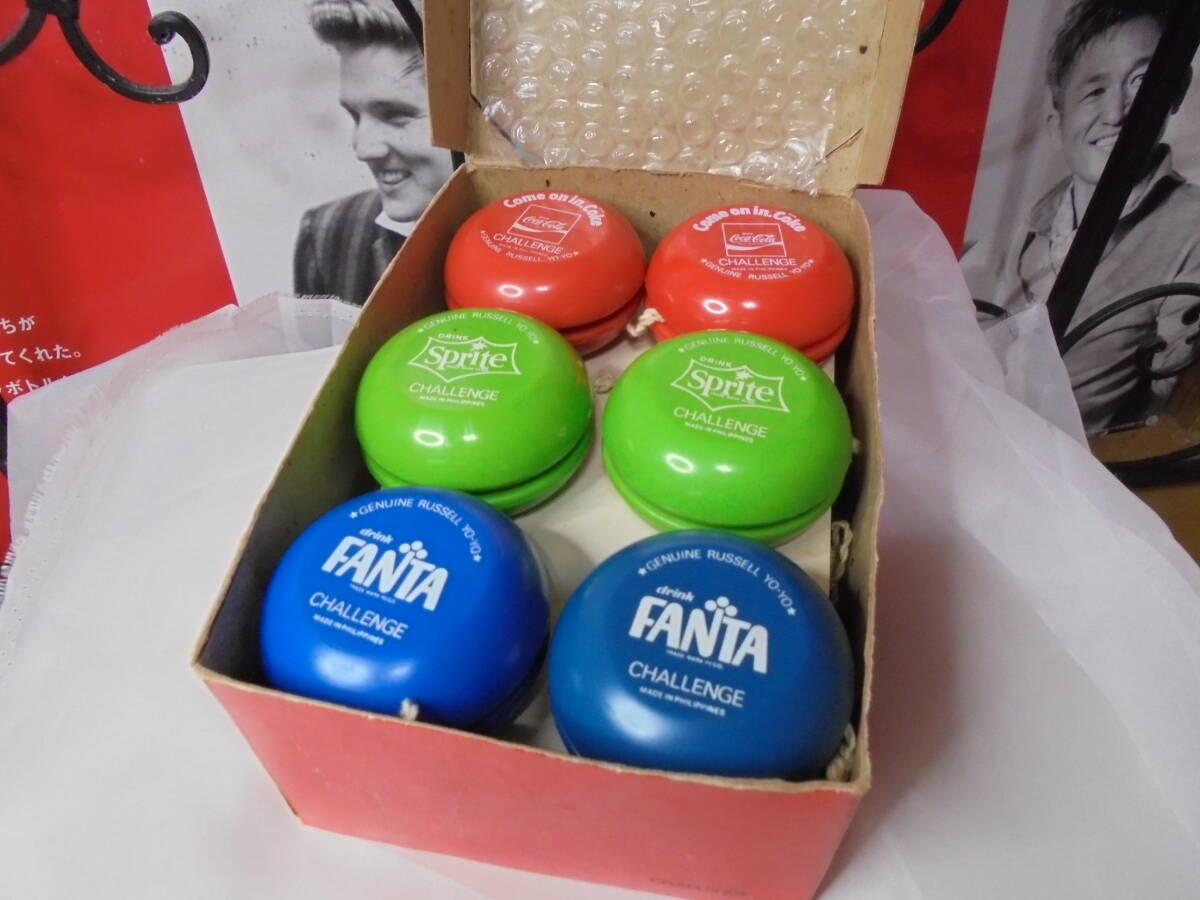 ちが
てくれた。
ボトル
Come on in. Coke
Coca-Cola
CHALLENGE
MADE IN PHILIPPINES
★GENUINE RUSSELL YO-YO★
Come on in. Coke
Coca-Cola
CHALLENGE
MADE IN PHILIPPINES
★GENUINE RUSSELL YO-YO★
★GENUINE RUSSELL YO-YO★
DRINK
Sprite
CHALLENGE
MADE IN PHILIPPINES
★GENUINE RUSSELL YO-YO★
DRINK
Sprite
CHALLENGE
MADE IN PHILIPPINES
★GENUINE RUSSELL YO-YO★
drink
FANTA
CHALLENGE
MADE IN PHILIPPINES
★GENUINE RUSSELL YO-YO★
drink
FANTA
CHALLENGE
MADE IN PHILIPPINES